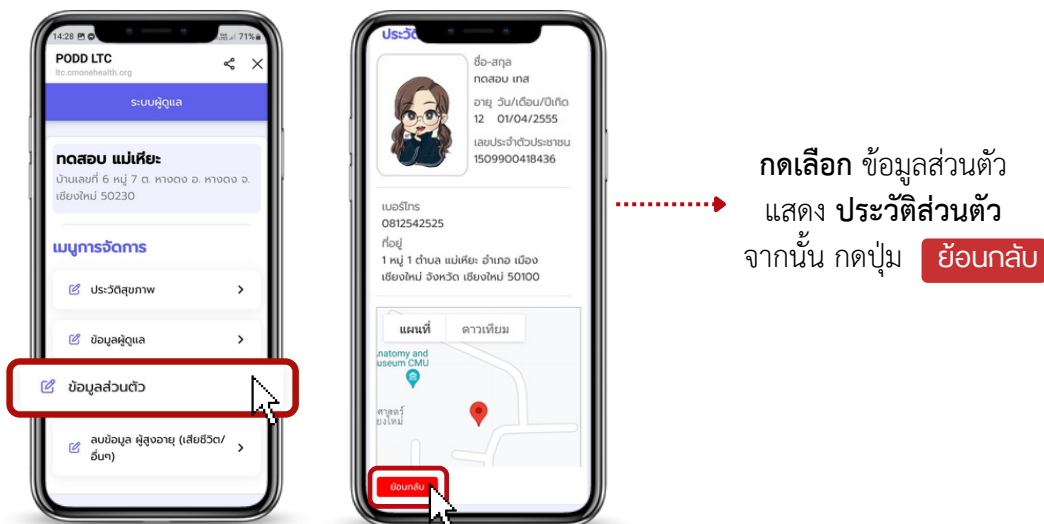 14:28
71%
PODD LTC
ltc.cmonehealth.org
ระบบผู้ดูแล
ทดสอบ แม่เหียะ
บ้านเลขที่ 6 หมู่ 7 ต. หางดง อ. หางดง จ.
เชียงใหม่ 50230
เมนูการจัดการ
ประวัติสุขภาพ
ข้อมูลผู้ดูแล
ข้อมูลส่วนตัว
ลบข้อมูล ผู้สูงอายุ (เสียชีวิต/
อื่นๆ)
ชื่อ-สกุล
ทดสอบ เทส
อายุ วัน/เดือน/ปีเกิด
12 01/04/2555
เลขประจำตัวประชาชน
1509900418436
เบอร์โทร
0812542525
ที่อยู่
1 หมู่ 1 ตำบล แม่เหียะ อำเภอ เมือง
เชียงใหม่ จังหวัด เชียงใหม่ 50100
แผนที่ ดาวเทียม
natomy and
useum CMU
ย้อนกลับ
กดเลือก ข้อมูลส่วนตัว
แสดง ประวัติส่วนตัว
จากนั้น กดปุ่ม ย้อนกลับ